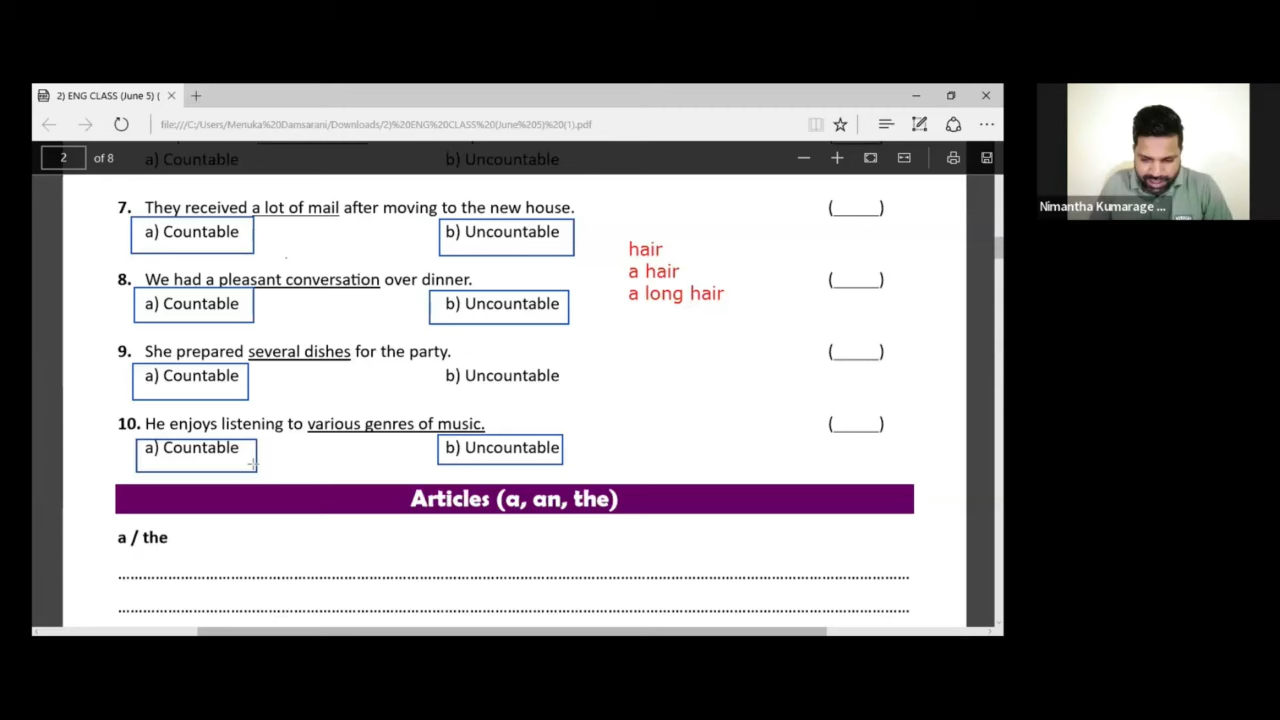 2) ENG CLASS (June 5) (
file:///C:/Users/Menuka%20Damsarani/Downloads/2)%20ENG%20CLASS%20(June%205)%20(1).pdf
2 of 8
a) Countable b) Uncountable
7. They received a lot of mail after moving to the new house. (_____)
a) Countable b) Uncountable
hair
a hair
a long hair
8. We had a pleasant conversation over dinner. (_____)
a) Countable b) Uncountable
9. She prepared several dishes for the party. (_____)
a) Countable b) Uncountable
10. He enjoys listening to various genres of music. (_____)
a) Countable b) Uncountable
Articles (a, an, the)
a / the
Nimantha Kumarage ...